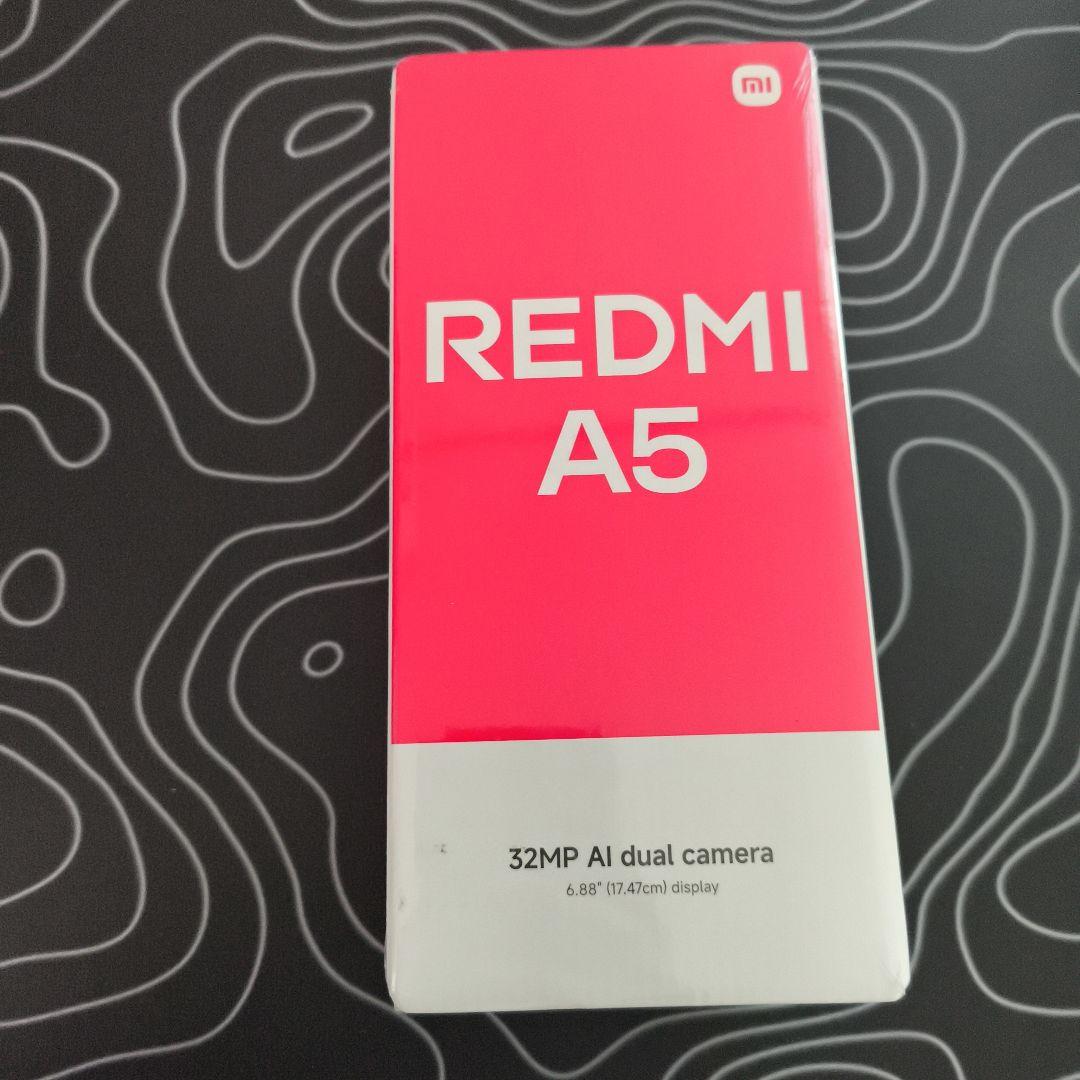 mi
REDMI
A5
32MP AI dual camera
6.88" (17.47cm) display